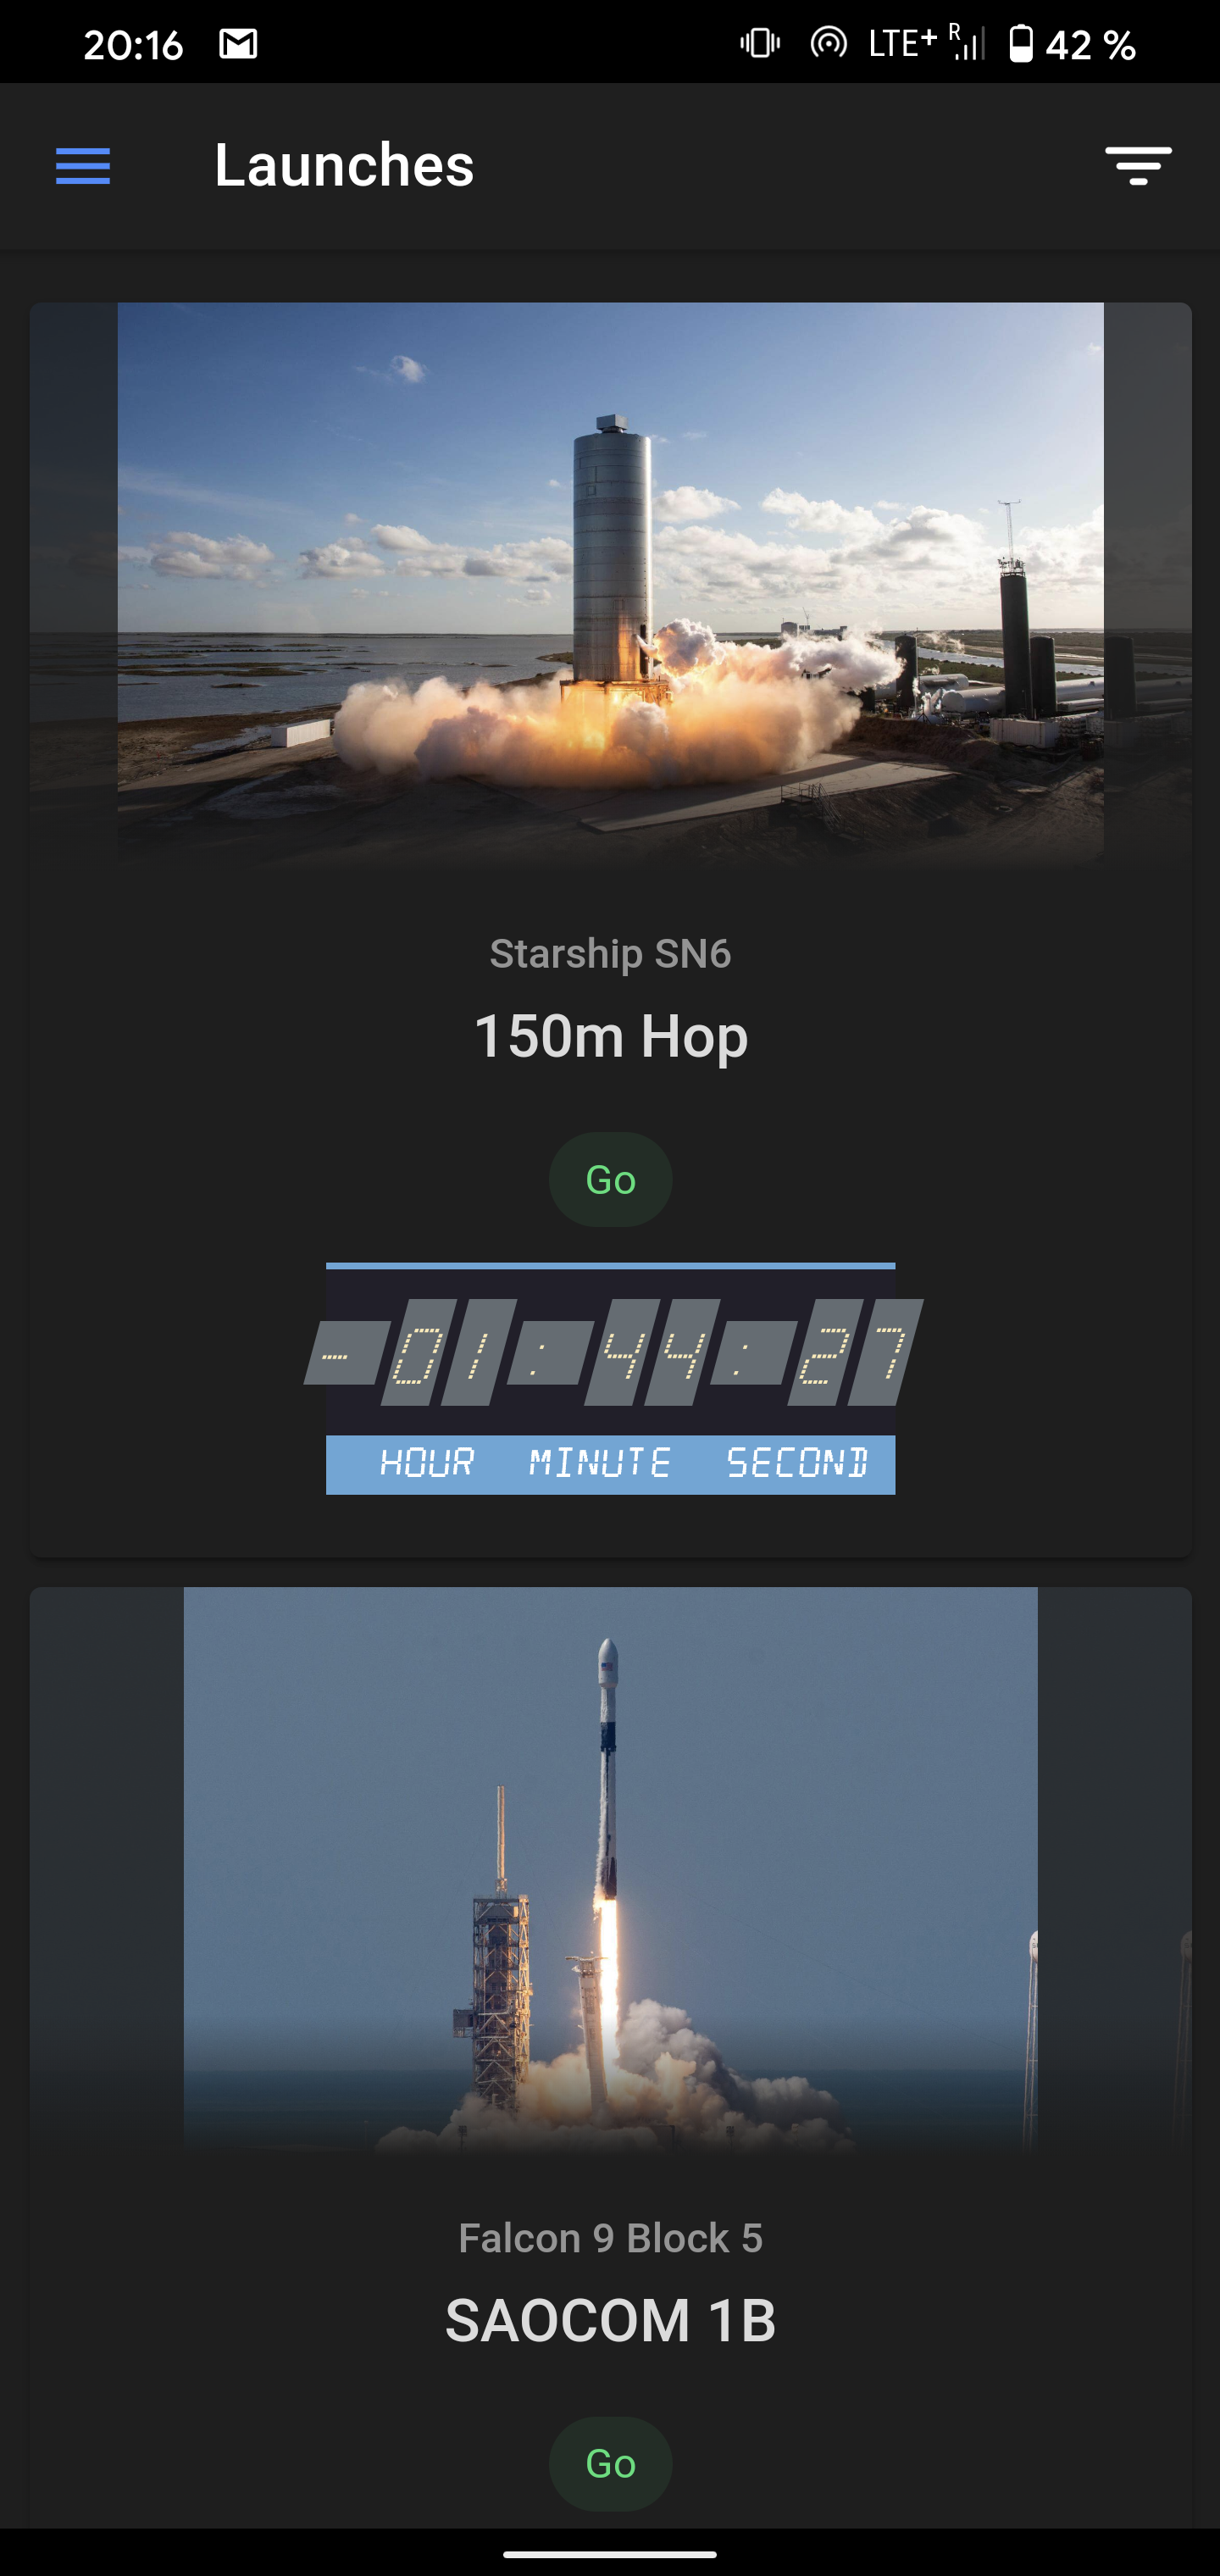 20:16 LTE+ R 42 %
Launches
Starship SN6
150m Hop
Go
-01:44:27
HOUR MINUTE SECOND
Falcon 9 Block 5
SAOCOM 1B
Go